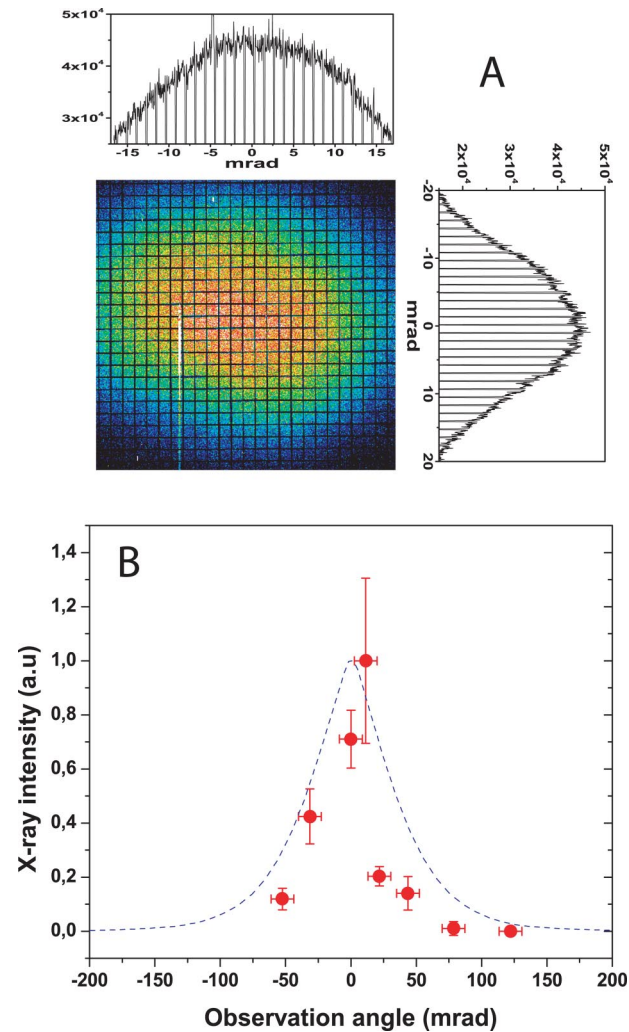 5x10⁴
4x10⁴
3x10⁴
-15 -10 -5 0 5 10 15
mrad
A
2x10⁴ 3x10⁴ 4x10⁴ 5x10⁴
-20
-10
0
10
20
mrad
B
1,4
1,2
1,0
0,8
0,6
0,4
0,2
0,0
X-ray intensity (a.u)
-200 -150 -100 -50 0 50 100 150 200
Observation angle (mrad)